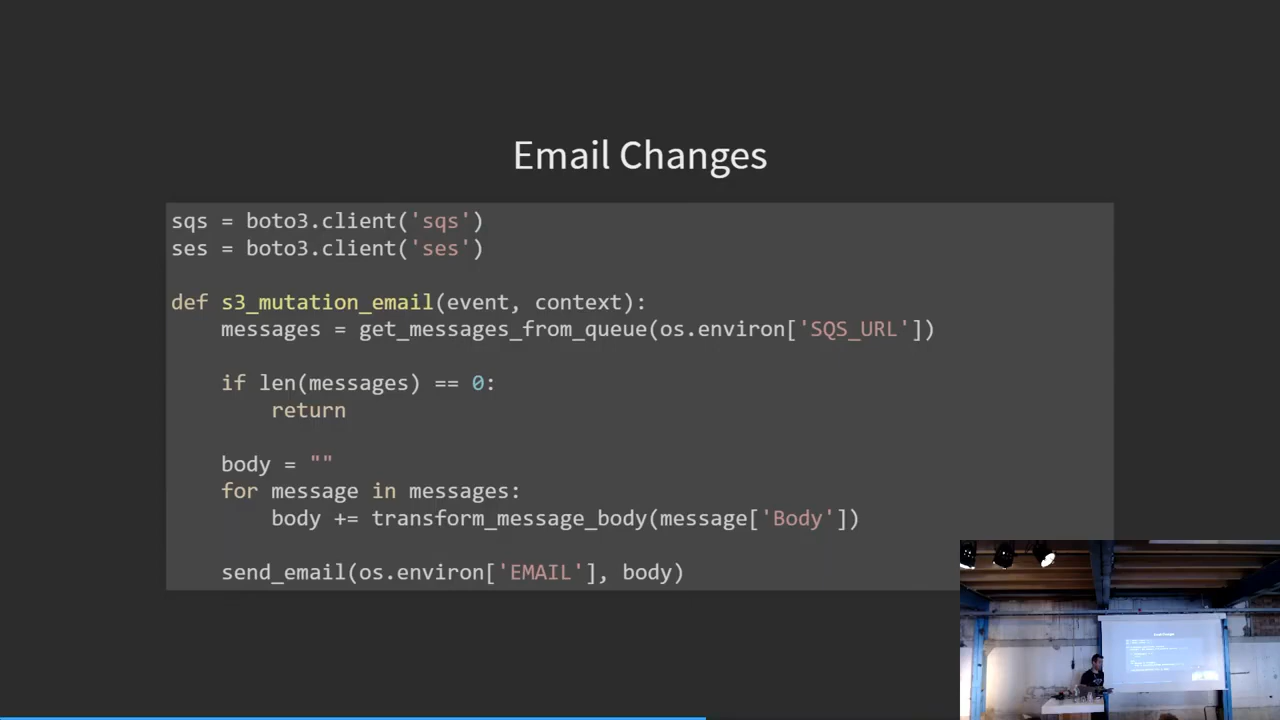 Email Changes
sqs = boto3.client('sqs')
ses = boto3.client('ses')
def s3_mutation_email(event, context):
    messages = get_messages_from_queue(os.environ['SQS_URL'])
    if len(messages) == 0:
        return
    body = ""
    for message in messages:
        body += transform_message_body(message['Body'])
    send_email(os.environ['EMAIL'], body)